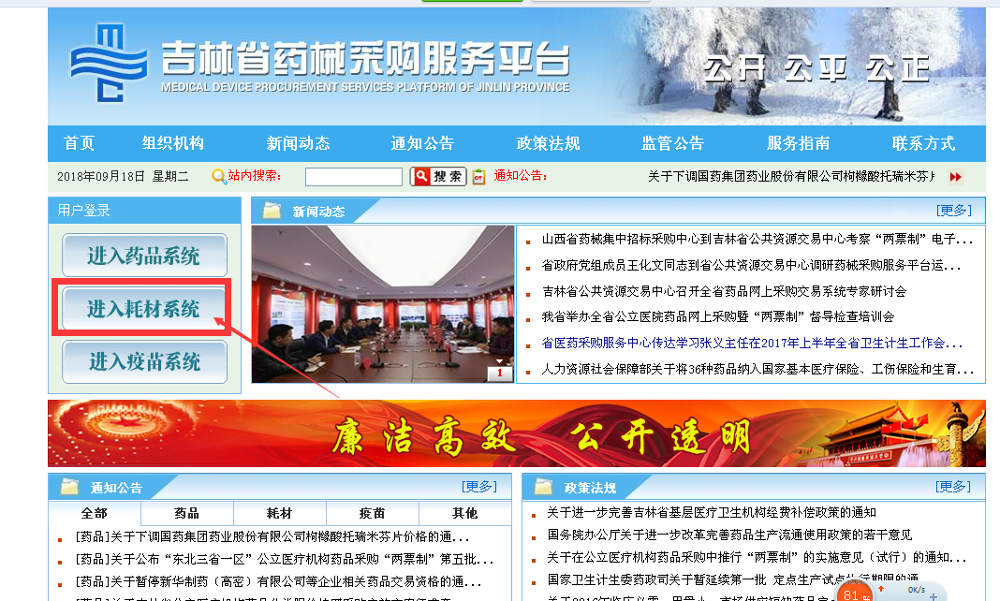 吉林省药械采购服务平台
MEDICAL DEVICE PROCUREMENT SERVICES PLATFORM OF JINLIN PROVINCE
公开 公平 公正
首页 组织机构 新闻动态 通知公告 政策法规 监管公告 服务指南 联系方式
2018年09月18日 星期二 站内搜索： 搜索 通知公告： 关于下调国药集团药业股份有限公司枸橼酸托瑞米芬片
用户登录
进入药品系统
进入耗材系统
进入疫苗系统
新闻动态 [更多]
1
山西省药械集中招标采购中心到吉林省公共资源交易中心考察“两票制”电子...
省政府党组成员王化文同志到省公共资源交易中心调研药械采购服务平台运...
吉林省公共资源交易中心召开全省药品网上采购交易系统专家研讨会
我省举办全省公立医院药品网上采购暨“两票制”督导检查培训会
省医药采购服务中心传达学习张义主任在2017年上半年全省卫生计生工作会...
人力资源社会保障部关于将36种药品纳入国家基本医疗保险、工伤保险和生育...
廉洁高效 公开透明
通知公告 [更多]
全部 药品 耗材 疫苗 其他
[药品]关于下调国药集团药业股份有限公司枸橼酸托瑞米芬片价格的通...
[药品]关于公布“东北三省一区”公立医疗机构药品采购“两票制”第五批...
[药品]关于暂停新华制药（高密）有限公司等企业相关药品交易资格的通...
政策法规 [更多]
关于进一步完善吉林省基层医疗卫生机构经费补偿政策的通知
国务院办公厅关于进一步改革完善药品生产流通使用政策的若干意见
关于在公立医疗机构药品采购中推行“两票制”的实施意见（试行）的通知...
国家卫生计生委药政司关于暂延续第一批 定点生产试点执行期限的通
81%
0K/s